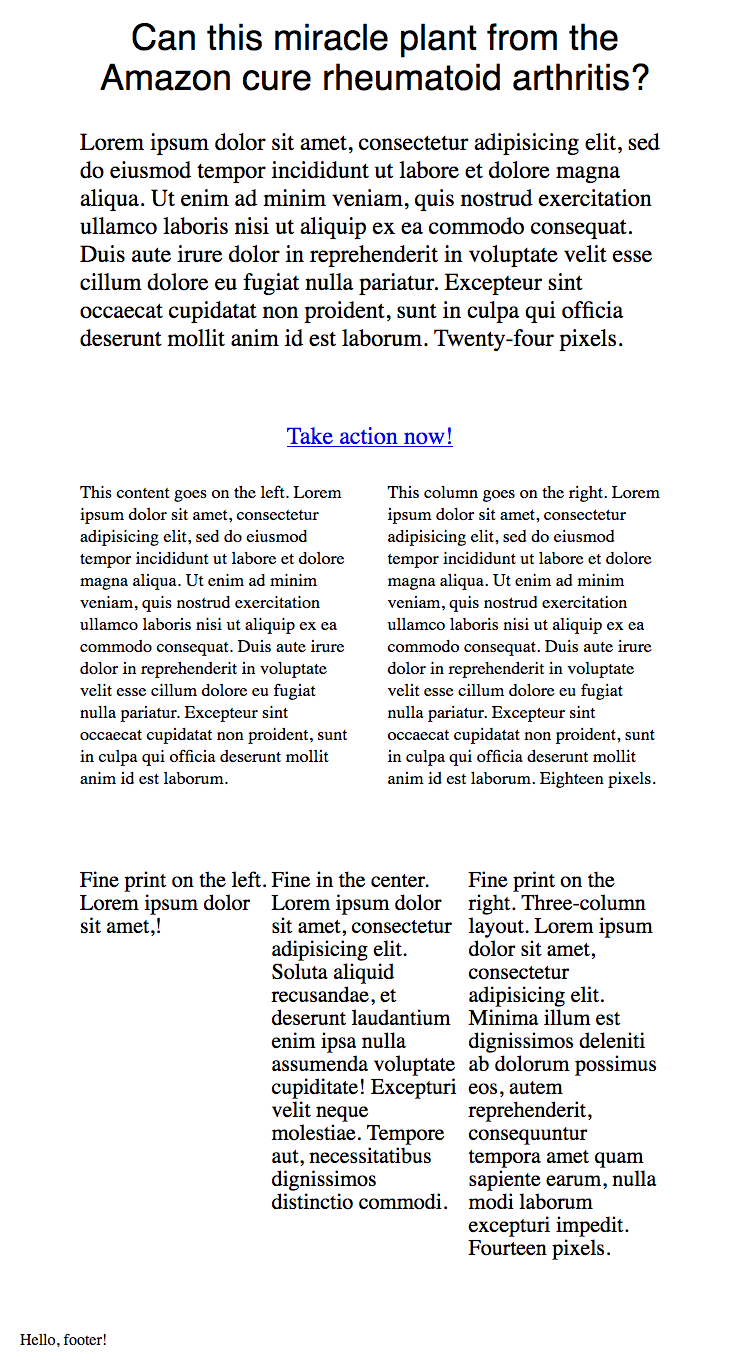 Can this miracle plant from the
Amazon cure rheumatoid arthritis?
Lorem ipsum dolor sit amet, consectetur adipisicing elit, sed
do eiusmod tempor incididunt ut labore et dolore magna
aliqua. Ut enim ad minim veniam, quis nostrud exercitation
ullamco laboris nisi ut aliquip ex ea commodo consequat.
Duis aute irure dolor in reprehenderit in voluptate velit esse
cillum dolore eu fugiat nulla pariatur. Excepteur sint
occaecat cupidatat non proident, sunt in culpa qui officia
deserunt mollit anim id est laborum. Twenty-four pixels.
Take action now!
This content goes on the left. Lorem
ipsum dolor sit amet, consectetur
adipisicing elit, sed do eiusmod
tempor incididunt ut labore et dolore
magna aliqua. Ut enim ad minim
veniam, quis nostrud exercitation
ullamco laboris nisi ut aliquip ex ea
commodo consequat. Duis aute irure
dolor in reprehenderit in voluptate
velit esse cillum dolore eu fugiat
nulla pariatur. Excepteur sint
occaecat cupidatat non proident, sunt
in culpa qui officia deserunt mollit
anim id est laborum.
This column goes on the right. Lorem
ipsum dolor sit amet, consectetur
adipisicing elit, sed do eiusmod
tempor incididunt ut labore et dolore
magna aliqua. Ut enim ad minim
veniam, quis nostrud exercitation
ullamco laboris nisi ut aliquip ex ea
commodo consequat. Duis aute irure
dolor in reprehenderit in voluptate
velit esse cillum dolore eu fugiat
nulla pariatur. Excepteur sint
occaecat cupidatat non proident, sunt
in culpa qui officia deserunt mollit
anim id est laborum. Eighteen pixels.
Fine print on the left.
Lorem ipsum dolor
sit amet,!
Fine in the center.
Lorem ipsum dolor
sit amet, consectetur
adipisicing elit.
Soluta aliquid
recusandae, et
deserunt laudantium
enim ipsa nulla
assumenda voluptate
cupiditate! Excepturi
velit neque
molestiae. Tempore
aut, necessitatibus
dignissimos
distinctio commodi.
Fine print on the
right. Three-column
layout. Lorem ipsum
dolor sit amet,
consectetur
adipisicing elit.
Minima illum est
dignissimos deleniti
ab dolorum possimus
eos, autem
reprehenderit,
consequuntur
tempora amet quam
sapiente earum, nulla
modi laborum
excepturi impedit.
Fourteen pixels.
Hello, footer!